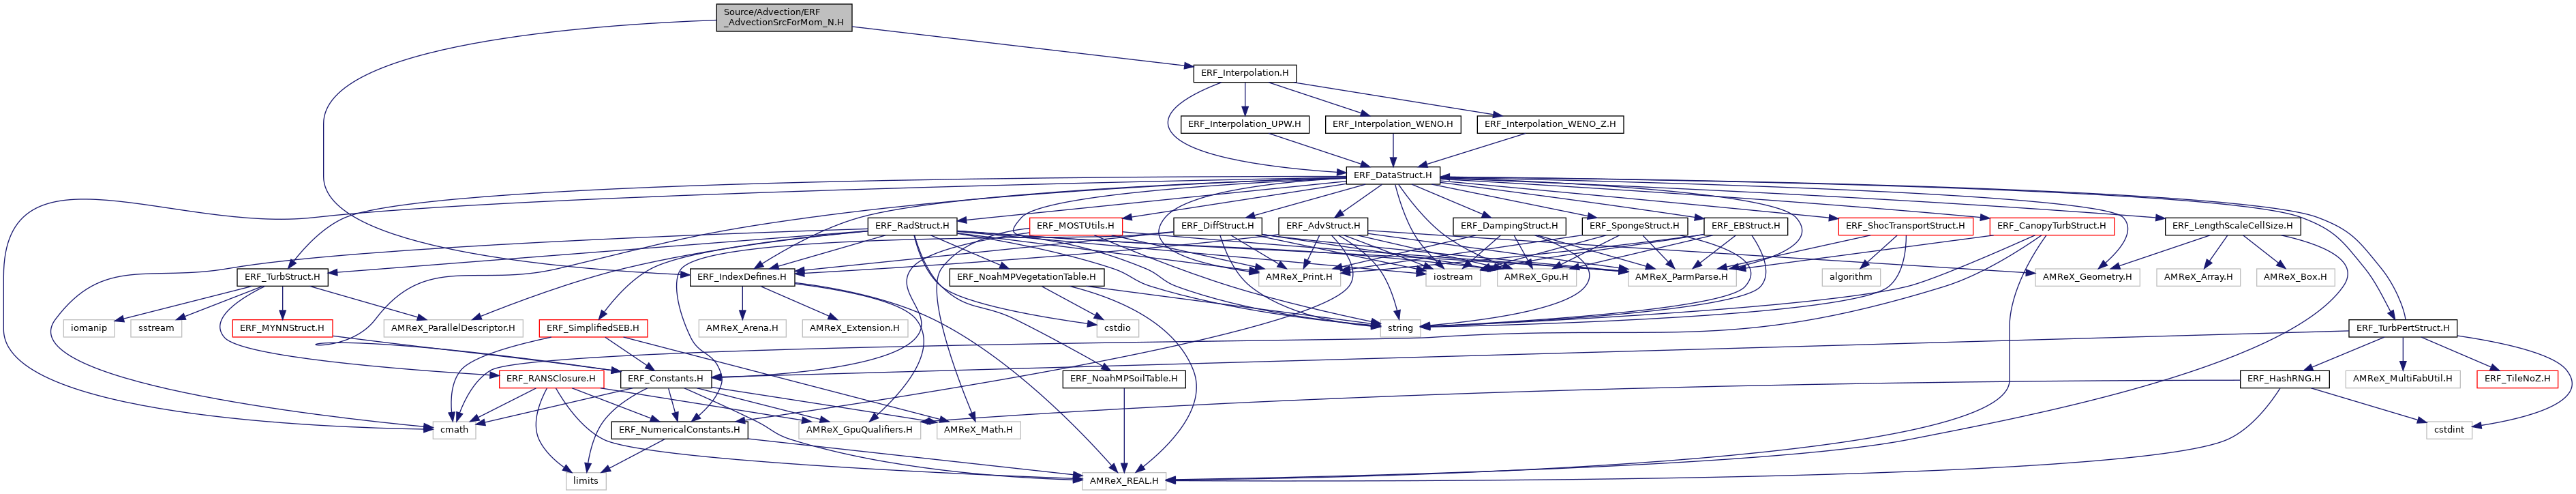 Source/Advection/ERF
_AdvectionSrcForMom_N.H
ERF_Interpolation.H
ERF_Interpolation_UPW.H
ERF_Interpolation_WENO.H
ERF_Interpolation_WENO_Z.H
ERF_DataStruct.H
ERF_RadStruct.H
ERF_MOSTUtils.H
ERF_DiffStruct.H
ERF_AdvStruct.H
ERF_DampingStruct.H
ERF_SpongeStruct.H
ERF_EBStruct.H
ERF_ShocTransportStruct.H
ERF_CanopyTurbStruct.H
ERF_LengthScaleCellSize.H
ERF_TurbStruct.H
ERF_IndexDefines.H
ERF_NoahMPVegetationTable.H
AMReX_Print.H
iostream
AMReX_Gpu.H
AMReX_ParmParse.H
algorithm
AMReX_Geometry.H
AMReX_Array.H
AMReX_Box.H
iomanip
sstream
ERF_MYNNStruct.H
AMReX_ParallelDescriptor.H
ERF_SimplifiedSEB.H
AMReX_Arena.H
AMReX_Extension.H
cstdio
string
ERF_TurbPertStruct.H
ERF_RANSClosure.H
ERF_Constants.H
ERF_NoahMPSoilTable.H
ERF_HashRNG.H
AMReX_MultiFabUtil.H
ERF_TileNoZ.H
cmath
ERF_NumericalConstants.H
AMReX_GpuQualifiers.H
AMReX_Math.H
cstdint
limits
AMReX_REAL.H